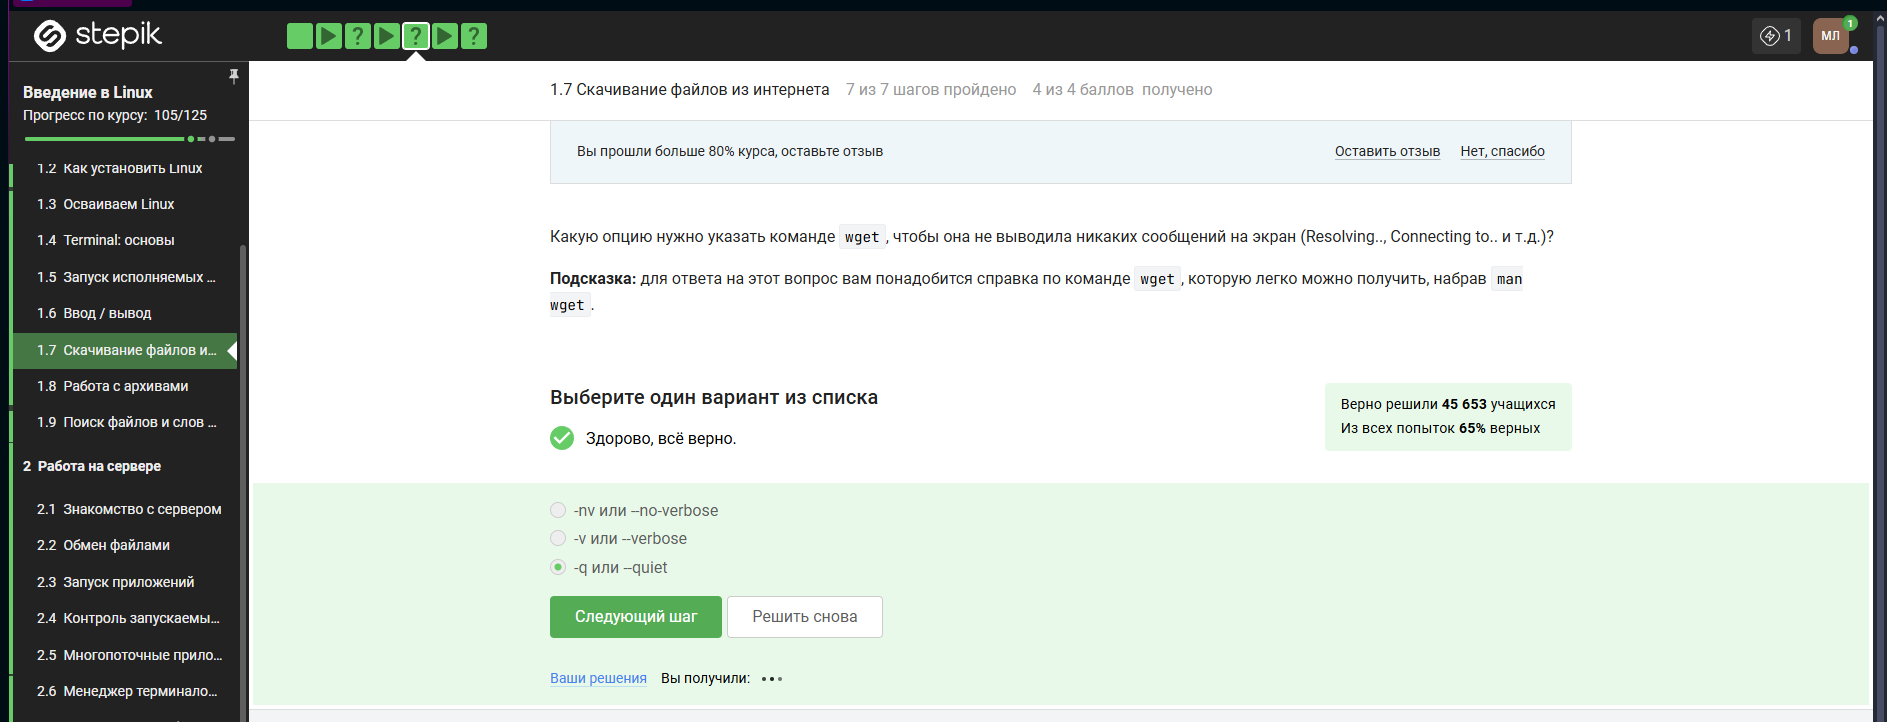 stepik
? ? ?
1
МЛ
1
Введение в Linux
Прогресс по курсу: 105/125
1.2 Как установить Linux
1.3 Осваиваем Linux
1.4 Terminal: основы
1.5 Запуск исполняемых ...
1.6 Ввод / вывод
1.7 Скачивание файлов и...
1.8 Работа с архивами
1.9 Поиск файлов и слов ...
2 Работа на сервере
2.1 Знакомство с сервером
2.2 Обмен файлами
2.3 Запуск приложений
2.4 Контроль запускаемы...
2.5 Многопоточные прило...
2.6 Менеджер терминало...
1.7 Скачивание файлов из интернета 7 из 7 шагов пройдено 4 из 4 баллов получено
Вы прошли больше 80% курса, оставьте отзыв Оставить отзыв Нет, спасибо
Какую опцию нужно указать команде wget, чтобы она не выводила никаких сообщений на экран (Resolving.., Connecting to.. и т.д.)?
Подсказка: для ответа на этот вопрос вам понадобится справка по команде wget, которую легко можно получить, набрав man
wget.
Выберите один вариант из списка
Здорово, всё верно.
Верно решили 45 653 учащихся
Из всех попыток 65% верных
-nv или --no-verbose
-v или --verbose
-q или --quiet
Следующий шаг Решить снова
Ваши решения Вы получили: •••